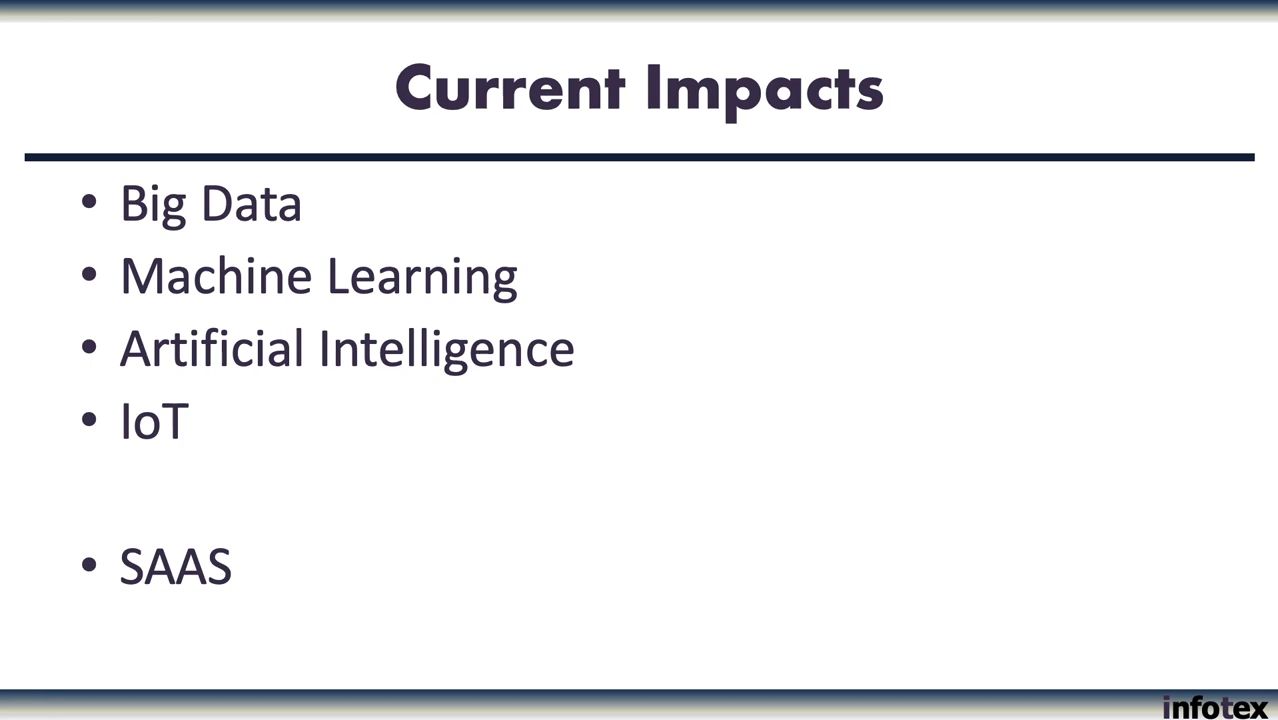 Current Impacts
• Big Data
• Machine Learning
• Artificial Intelligence
• IoT
• SAAS
infotex